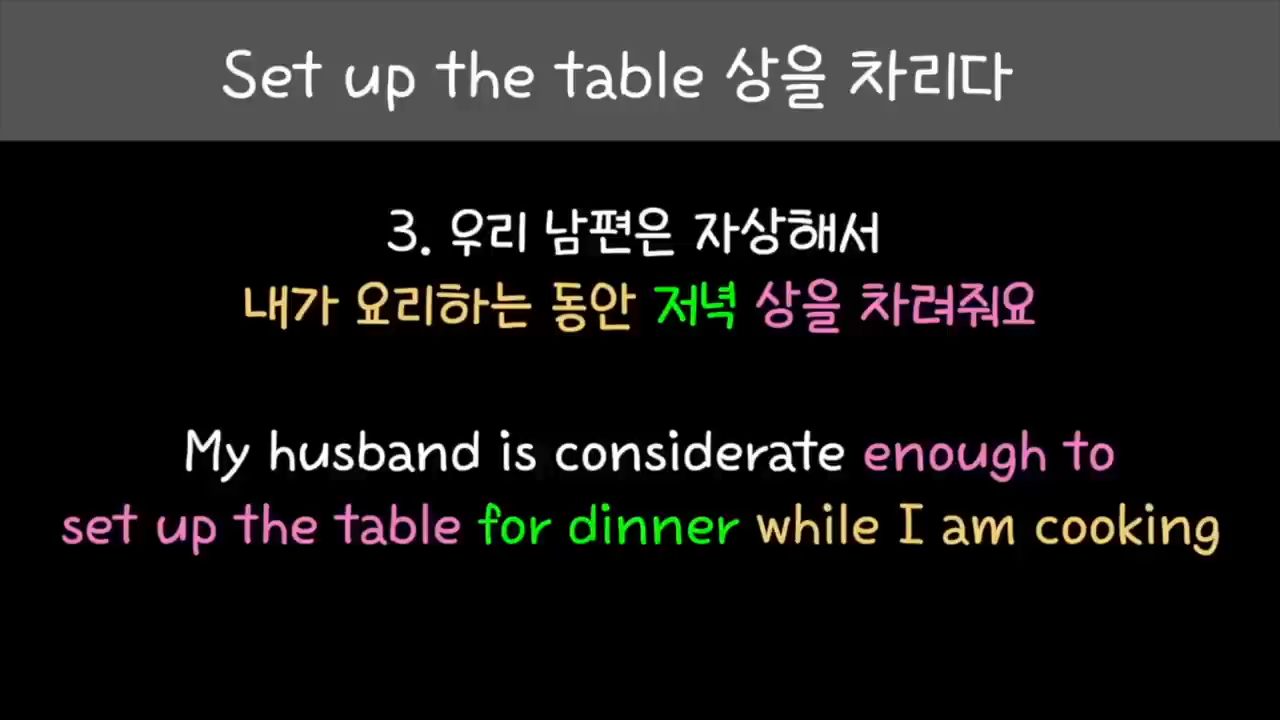 Set up the table 상을 차리다
3. 우리 남편은 자상해서
내가 요리하는 동안 저녁 상을 차려줘요
My husband is considerate enough to
set up the table for dinner while I am cooking